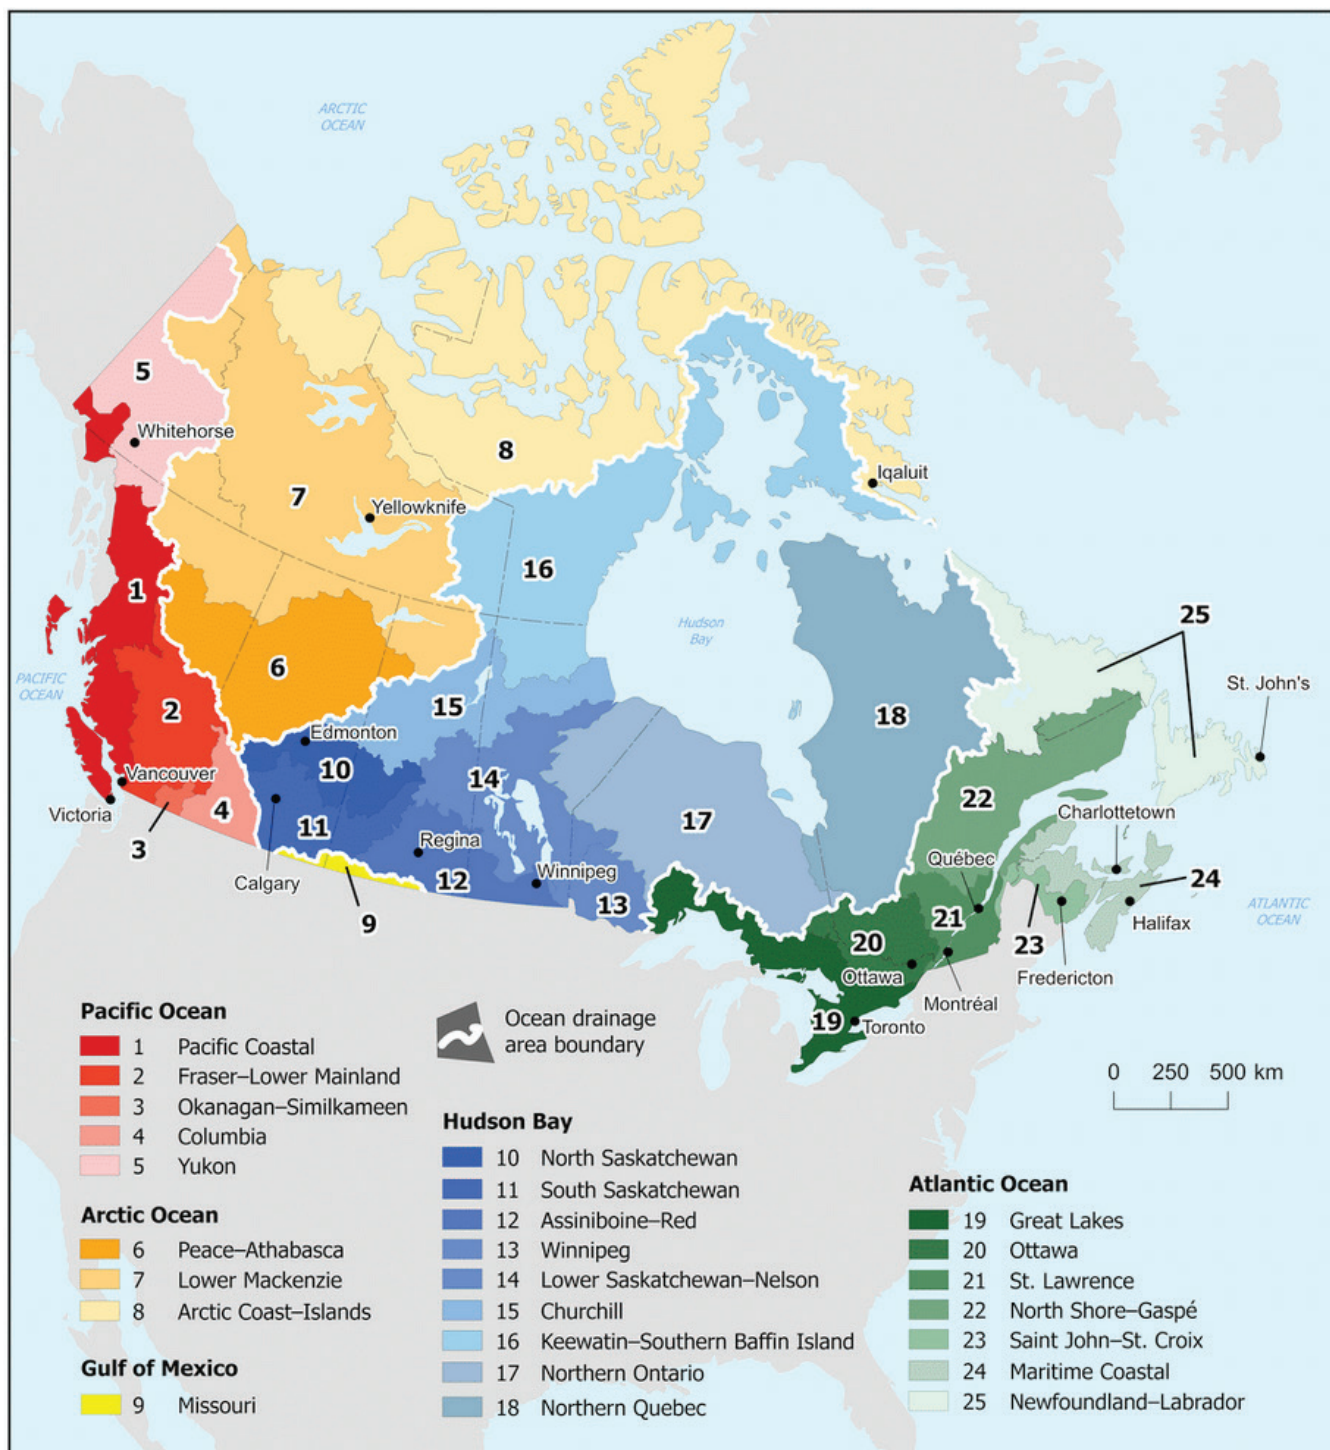 ARCTIC
OCEAN
5
Whitehorse
8
Iqaluit
7
Yellowknife
16
1
25
Hudson
Bay
6
St. John's
PACIFIC
OCEAN
2
15
18
Edmonton
10
14
Vancouver
22
Victoria
4
Charlottetown
11
17
3
Regina
Québec
Calgary
12
Winnipeg
24
13
21
ATLANTIC
OCEAN
9
Halifax
20
23
Ottawa
Fredericton
Montréal
19
Toronto
Pacific Ocean
1 Pacific Coastal
2 Fraser–Lower Mainland
3 Okanagan–Similkameen
4 Columbia
5 Yukon
Arctic Ocean
6 Peace–Athabasca
7 Lower Mackenzie
8 Arctic Coast–Islands
Gulf of Mexico
9 Missouri
Ocean drainage
area boundary
Hudson Bay
10 North Saskatchewan
11 South Saskatchewan
12 Assiniboine–Red
13 Winnipeg
14 Lower Saskatchewan–Nelson
15 Churchill
16 Keewatin–Southern Baffin Island
17 Northern Ontario
18 Northern Quebec
0 250 500 km
Atlantic Ocean
19 Great Lakes
20 Ottawa
21 St. Lawrence
22 North Shore–Gaspé
23 Saint John–St. Croix
24 Maritime Coastal
25 Newfoundland–Labrador